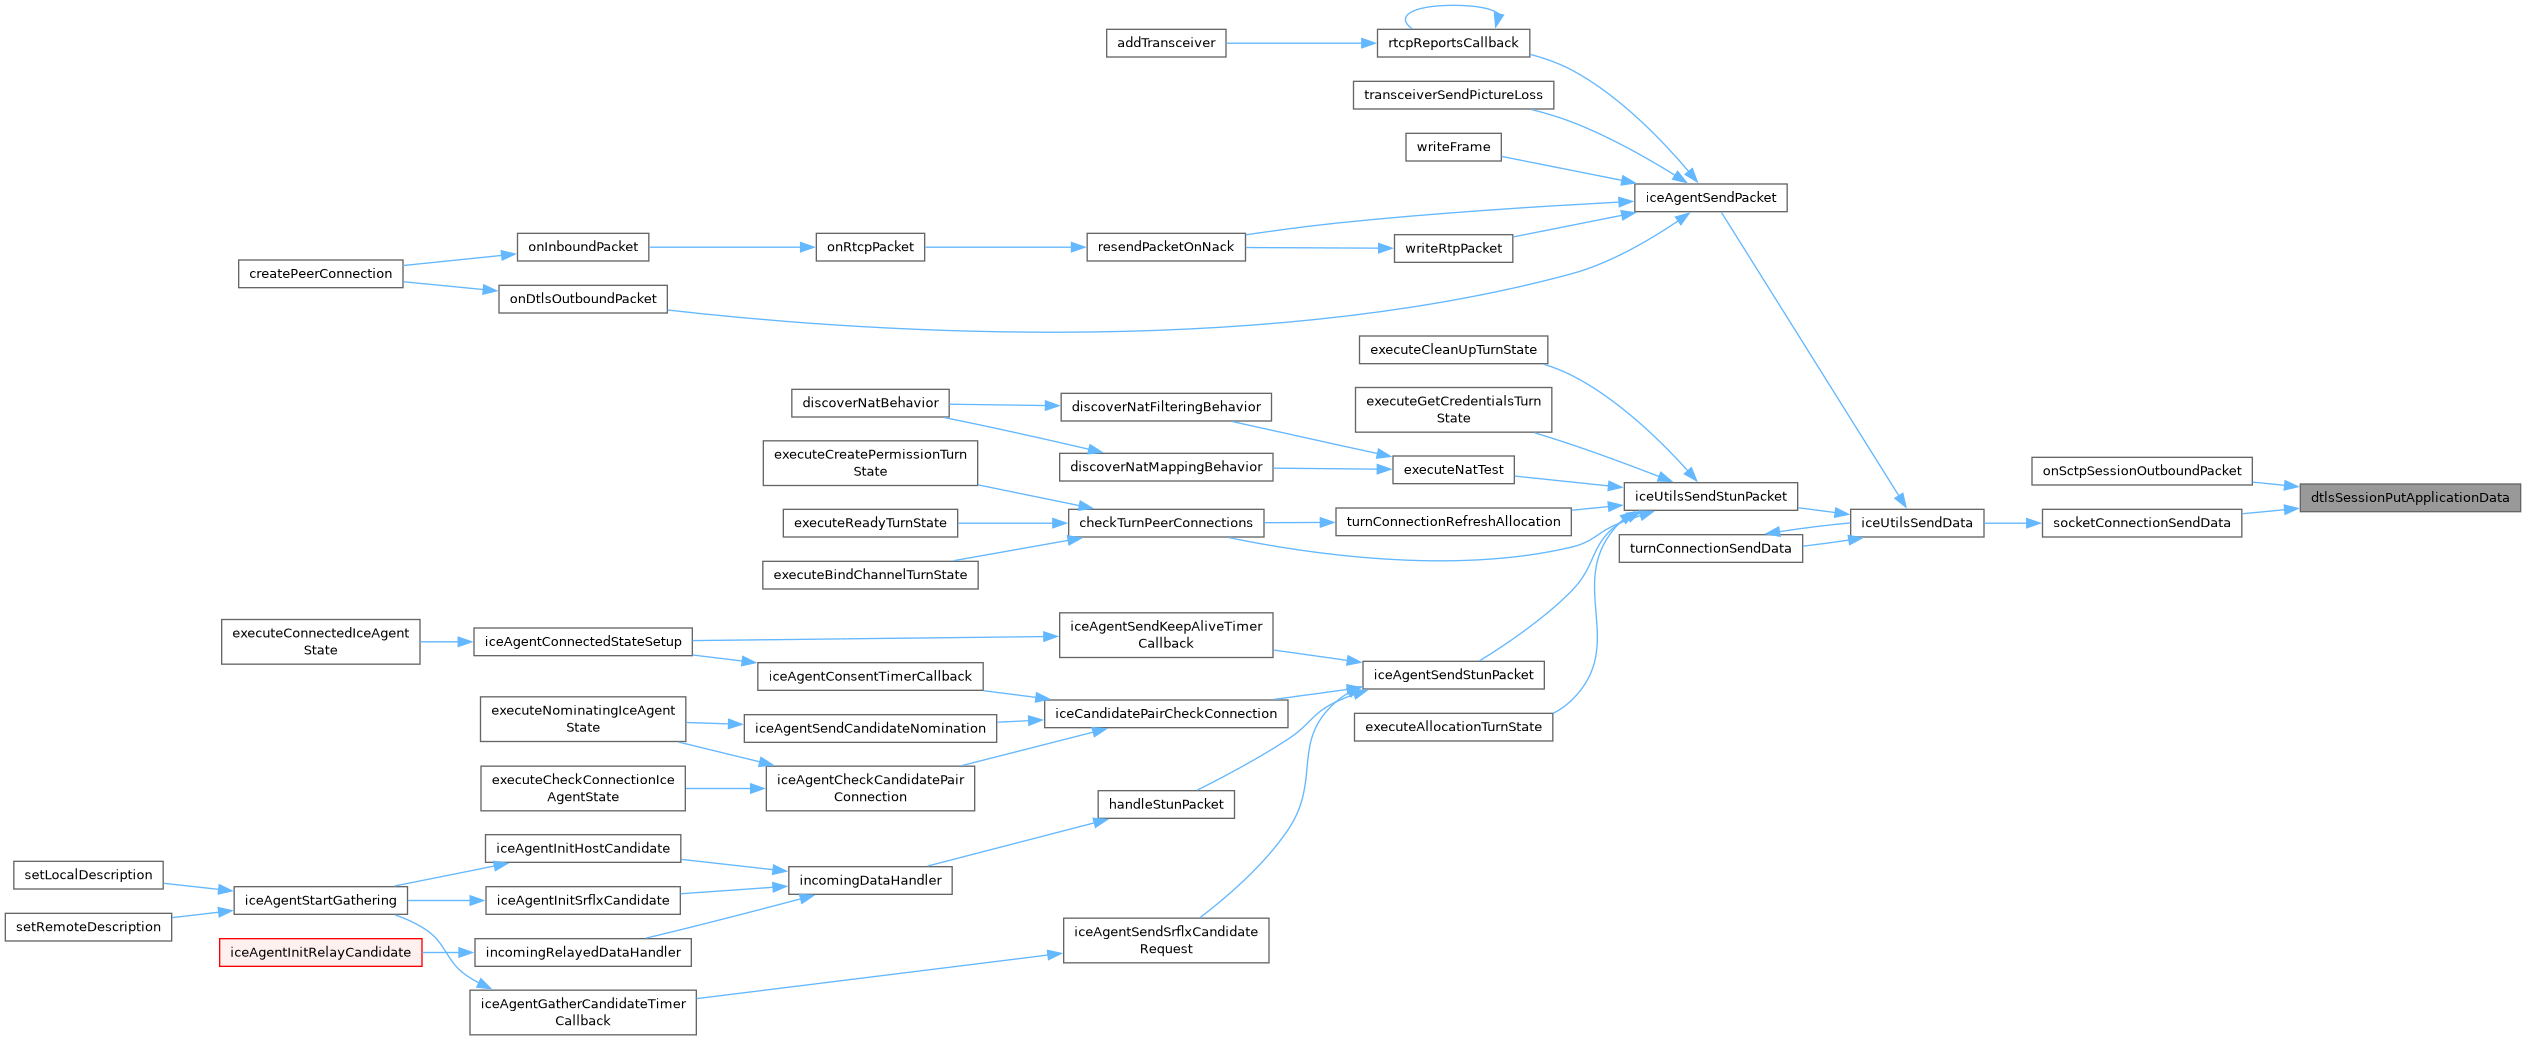 rtcpReportsCallback
addTransceiver
transceiverSendPictureLoss
writeFrame
iceAgentSendPacket
onInboundPacket
onRtcpPacket
resendPacketOnNack
writeRtpPacket
createPeerConnection
onDtlsOutboundPacket
executeCleanUpTurnState
discoverNatBehavior
discoverNatFilteringBehavior
executeGetCredentialsTurn
State
executeCreatePermissionTurn
State
discoverNatMappingBehavior
executeNatTest
onSctpSessionOutboundPacket
iceUtilsSendStunPacket
dtlsSessionPutApplicationData
executeReadyTurnState
checkTurnPeerConnections
turnConnectionRefreshAllocation
iceUtilsSendData
socketConnectionSendData
turnConnectionSendData
executeBindChannelTurnState
executeConnectedIceAgent
State
iceAgentConnectedStateSetup
iceAgentSendKeepAliveTimer
Callback
iceAgentConsentTimerCallback
iceAgentSendStunPacket
executeNominatingIceAgent
State
iceAgentSendCandidateNomination
iceCandidatePairCheckConnection
executeAllocationTurnState
executeCheckConnectionIce
AgentState
iceAgentCheckCandidatePair
Connection
handleStunPacket
iceAgentInitHostCandidate
setLocalDescription
incomingDataHandler
iceAgentStartGathering
iceAgentInitSrflxCandidate
setRemoteDescription
iceAgentSendSrflxCandidate
Request
iceAgentInitRelayCandidate
incomingRelayedDataHandler
iceAgentGatherCandidateTimer
Callback